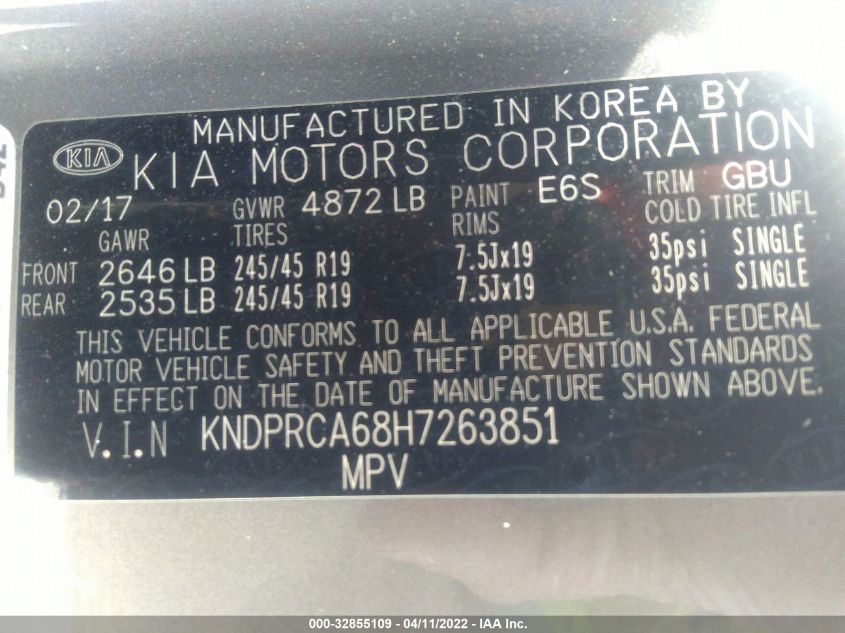 MANUFACTURED IN KOREA BY
KIA KIA MOTORS CORPORATION
02/17 GVWR 4872 LB PAINT E6S TRIM GBU
GAWR TIRES RIMS COLD TIRE INFL
FRONT 2646 LB 245/45 R19 7.5Jx19 35psi SINGLE
REAR 2535 LB 245/45 R19 7.5Jx19 35psi SINGLE
THIS VEHICLE CONFORMS TO ALL APPLICABLE U.S.A. FEDERAL
MOTOR VEHICLE SAFETY AND THEFT PREVENTION STANDARDS
IN EFFECT ON THE DATE OF MANUFACTURE SHOWN ABOVE.
V.I.N KNDPRCA68H7263851
MPV
000-32855109 - 04/11/2022 - IAA Inc.